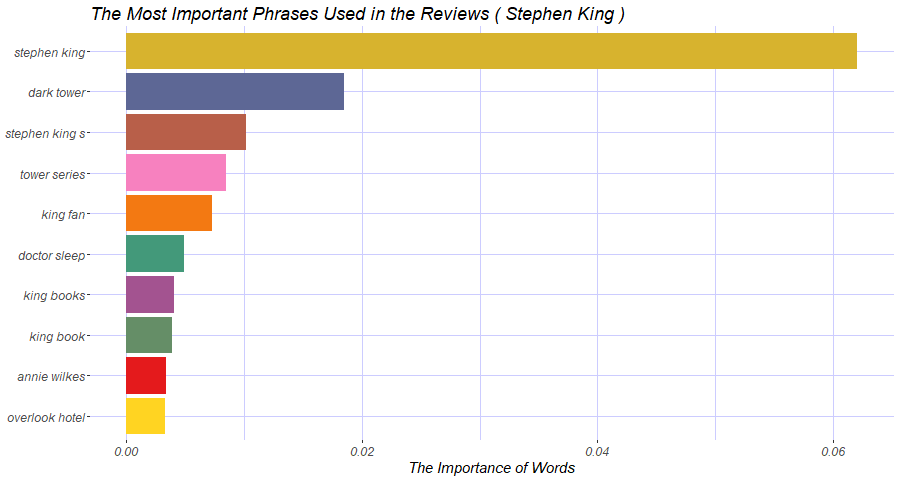 The Most Important Phrases Used in the Reviews ( Stephen King )
stephen king
dark tower
stephen king s
tower series
king fan
doctor sleep
king books
king book
annie wilkes
overlook hotel
0.00 0.02 0.04 0.06
The Importance of Words